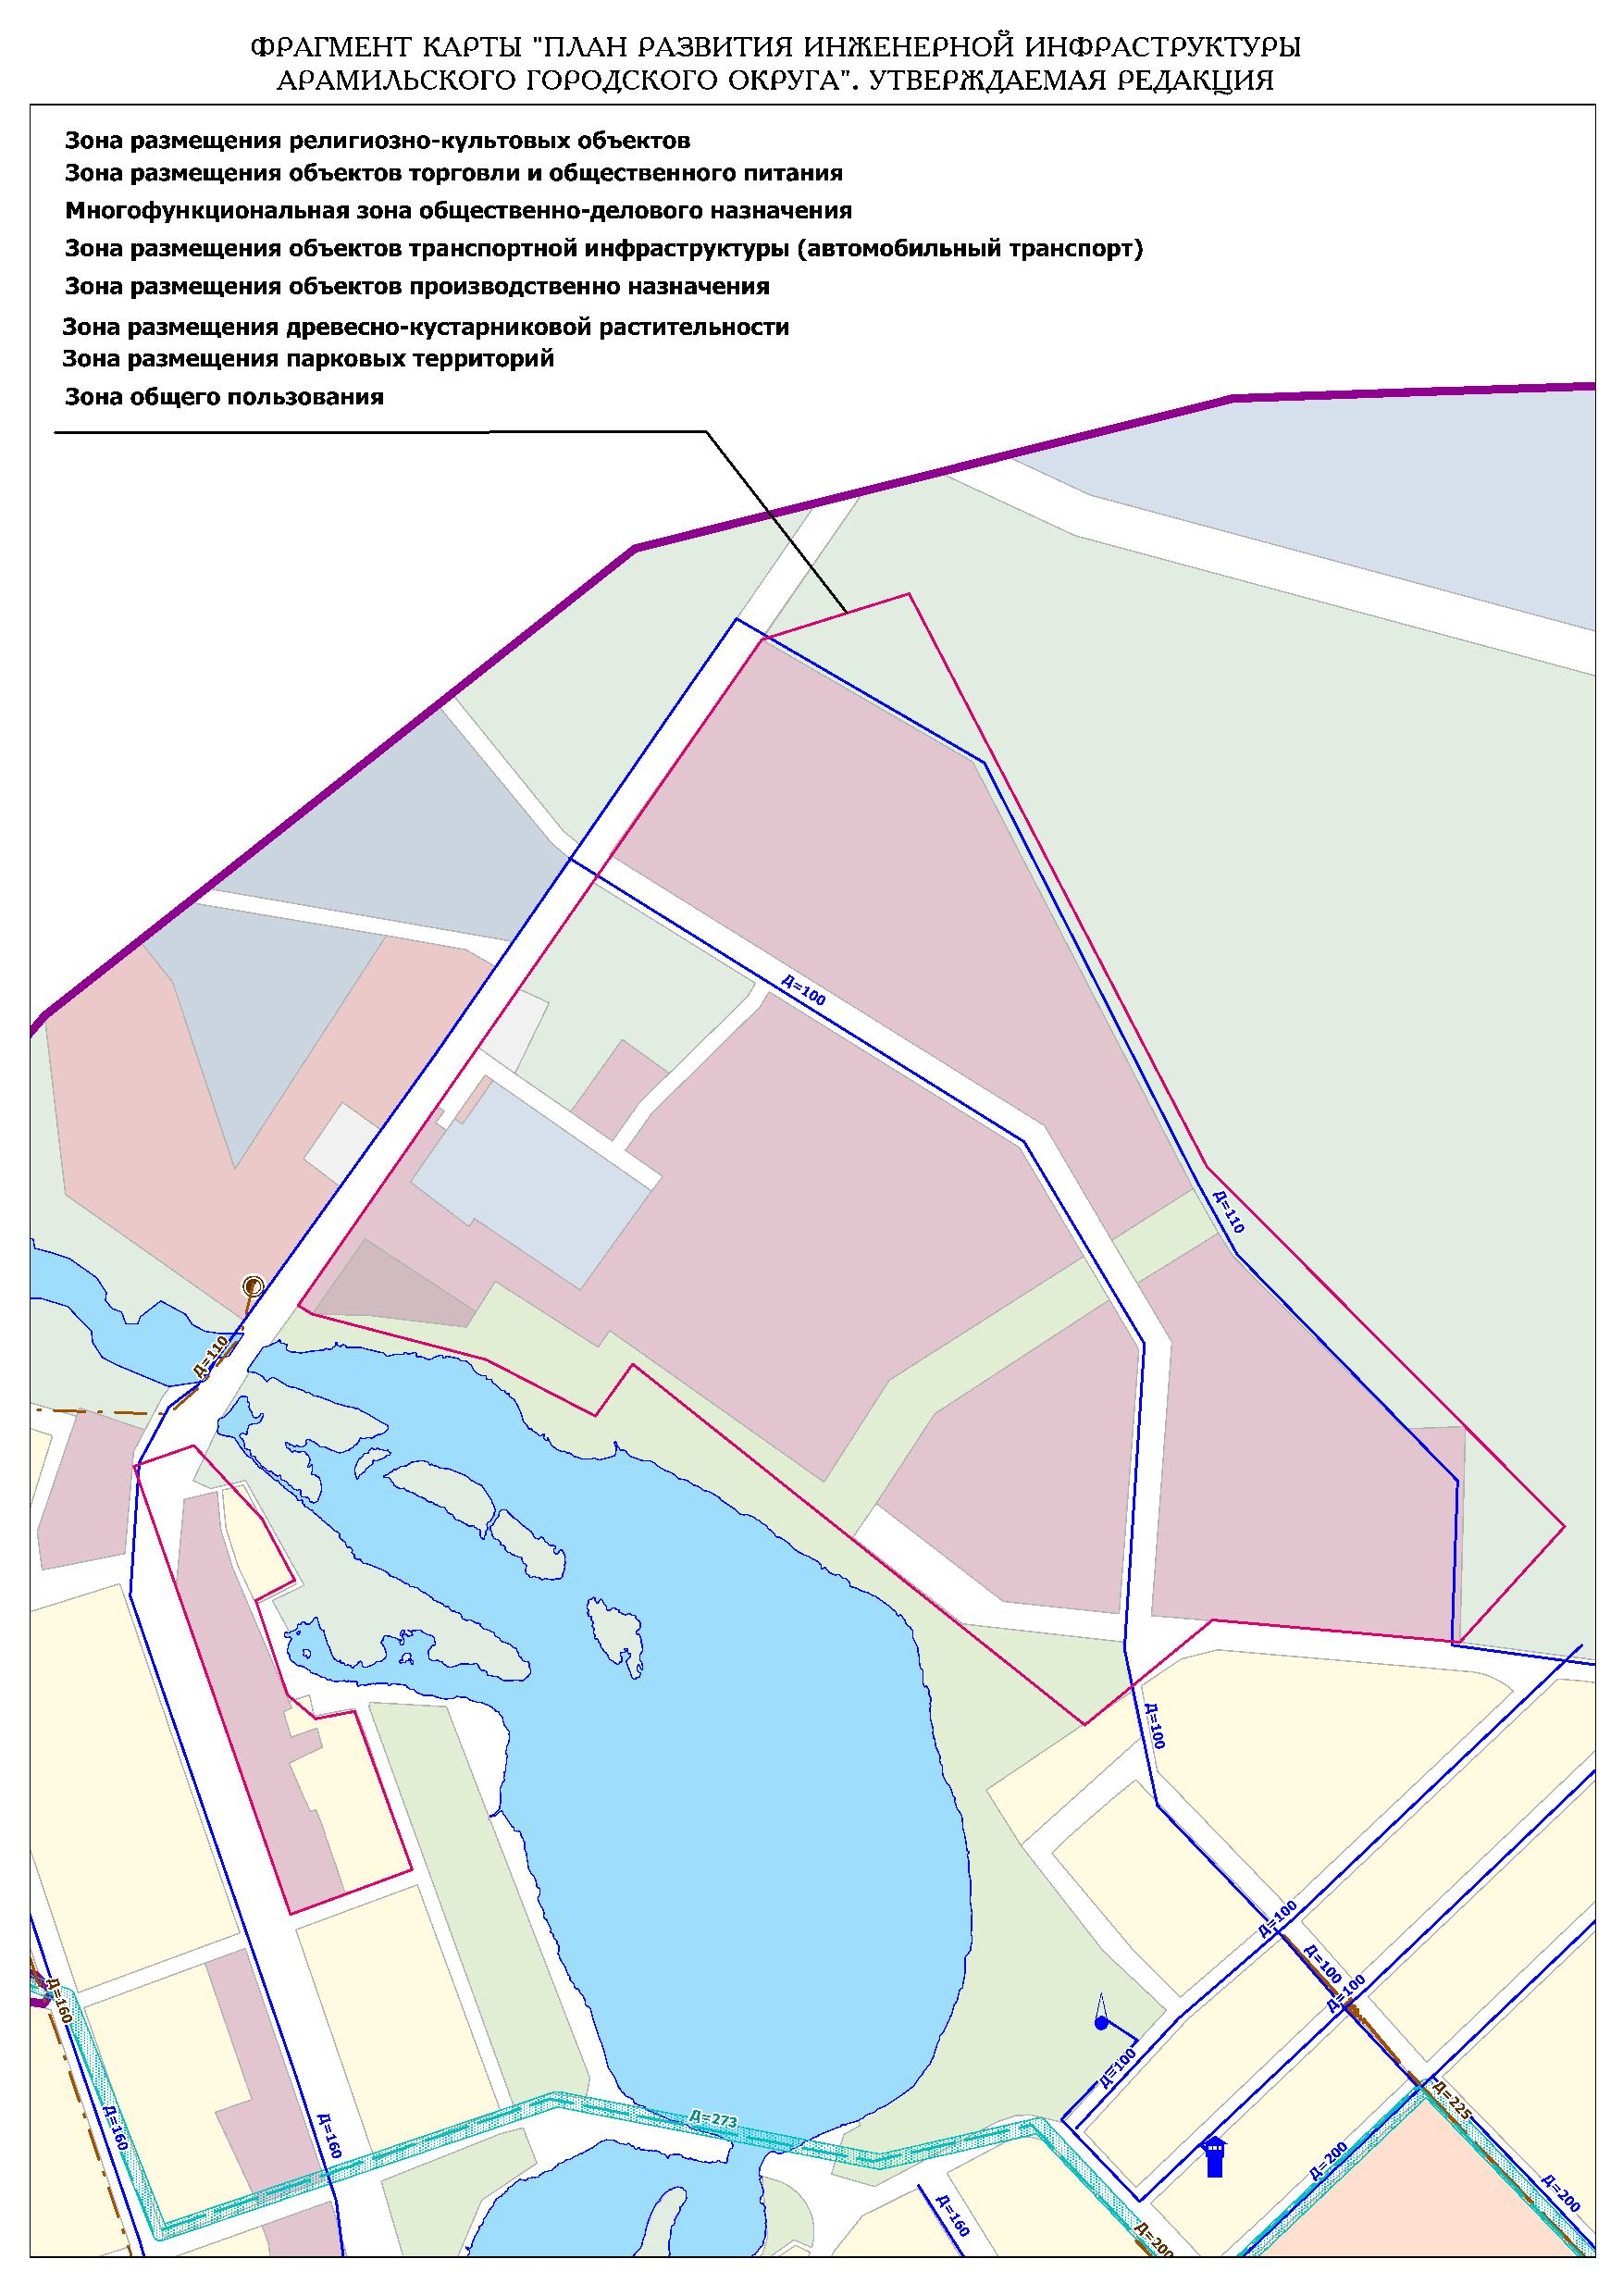 ФРАГМЕНТ КАРТЫ "ПЛАН РАЗВИТИЯ ИНЖЕНЕРНОЙ ИНФРАСТРУКТУРЫ
АРАМИЛЬСКОГО ГОРОДСКОГО ОКРУГА". УТВЕРЖДАЕМАЯ РЕДАКЦИЯ
Зона размещения религиозно-культовых объектов
Зона размещения объектов торговли и общественного питания
Многофункциональная зона общественно-делового назначения
Зона размещения объектов транспортной инфраструктуры (автомобильный транспорт)
Зона размещения объектов производственно назначения
Зона размещения древесно-кустарниковой растительности
Зона размещения парковых территорий
Зона общего пользования
Д=100
Д=110
Д=110
Д=100
Д=100
Д=100
Д=100
Д=160
Д=100
Д=225
Д=160
Д=160
Д=273
Д=200
Д=200
Д=160
Д=200